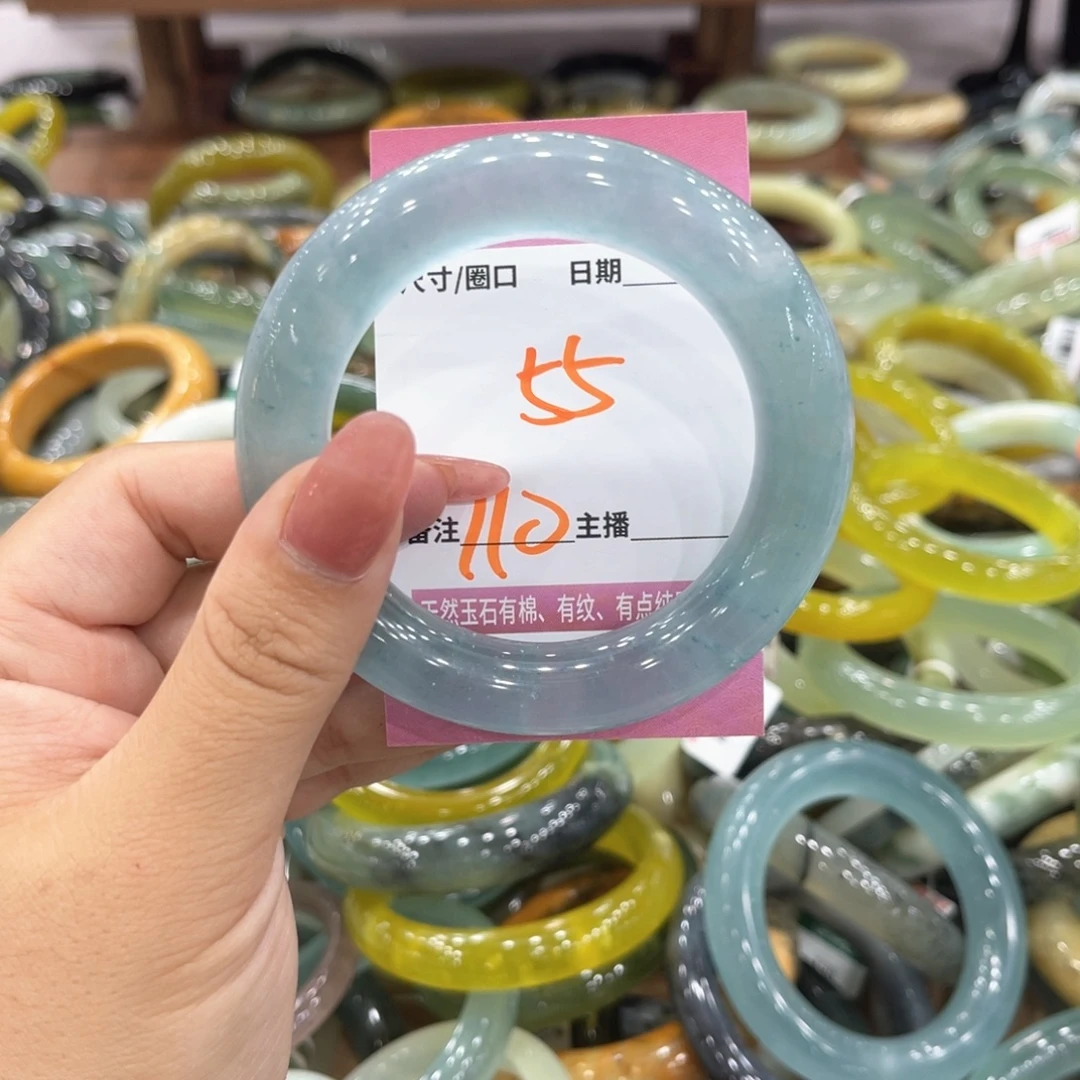 尺寸/圈口 日期
55
备注 110 主播
天然玉石有棉、有纹、有点